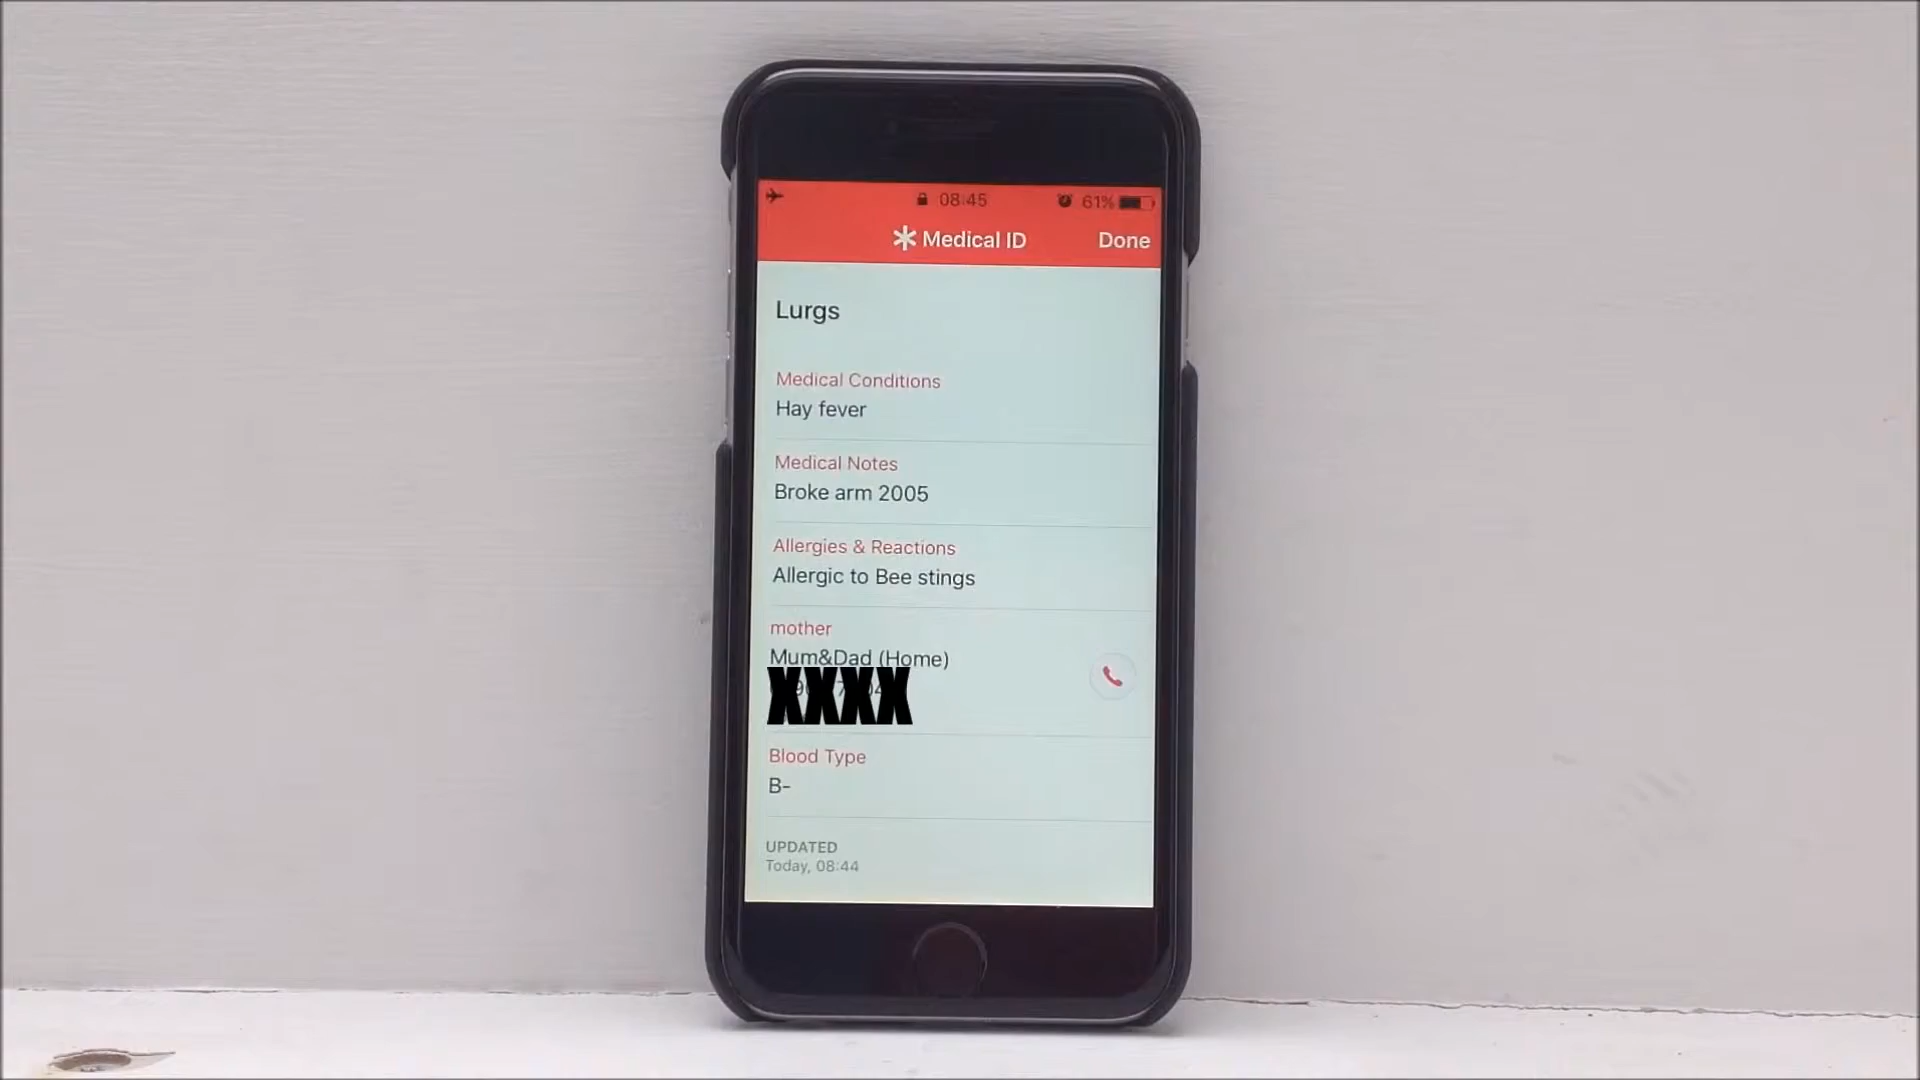 08:45 61%
Medical ID Done
Lurgs
Medical Conditions
Hay fever
Medical Notes
Broke arm 2005
Allergies & Reactions
Allergic to Bee stings
mother
Mum&Dad (Home)
XXXX
Blood Type
B-
UPDATED
Today, 08:44